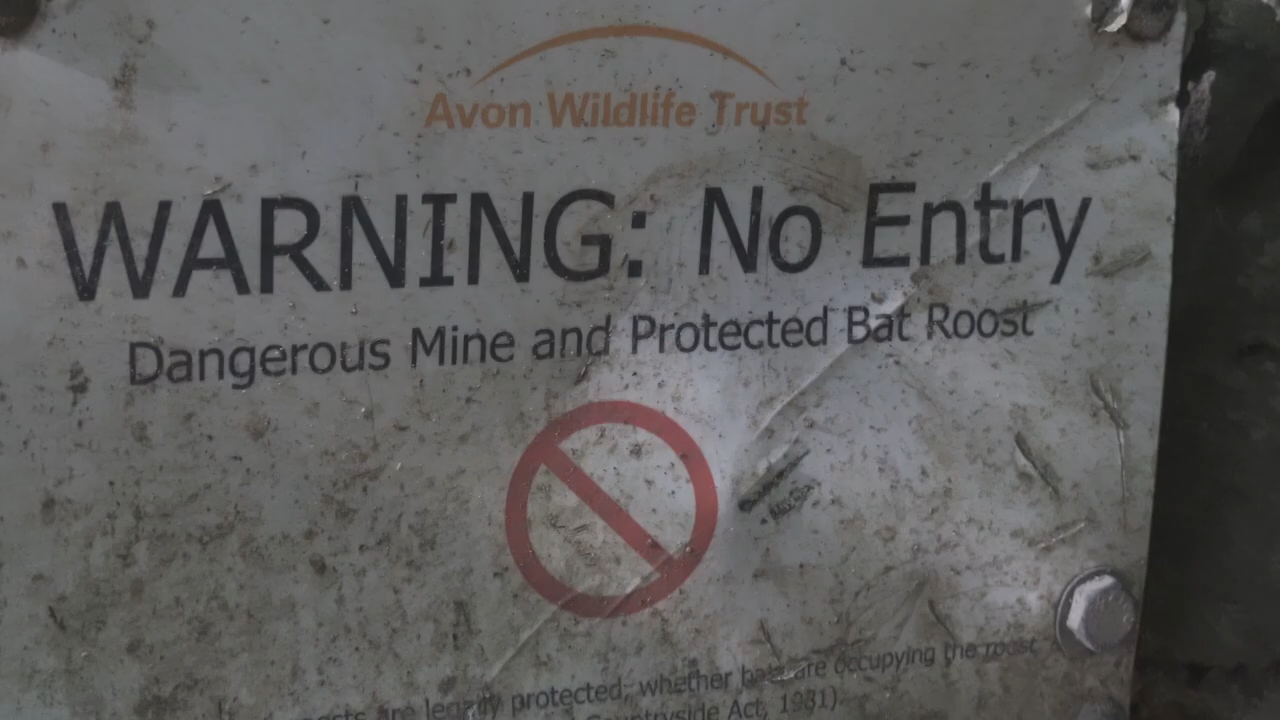 Avon Wildlife Trust
WARNING: No Entry
Dangerous Mine and Protected Bat Roost
are legally protected; whether bats are occupying the roost
Countryside Act, 1981).